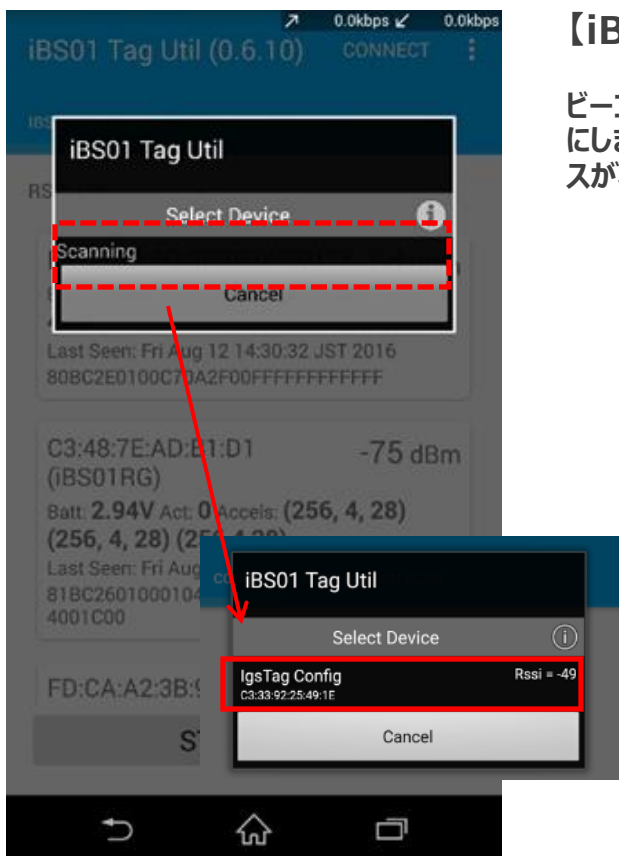 0.0kbps 0.0kbps
iBS01 Tag Util (0.6.10) CONNECT
iBS01 Tag Util
Select Device
Scanning
Cancel
Last Seen: Fri Aug 12 14:30:32 JST 2016
80BC2E0100C70A2F00FFFFFFFFFFFF
C3:48:7E:AD:B1:D1 -75 dBm
(iBS01RG)
Batt: 2.94V Act: 0 Accels: (256, 4, 28)
(256, 4, 28)
Last Seen: Fri Aug
81BC2601000104
4001C00
FD:CA:A2:3B:
iBS01 Tag Util
Select Device
IgsTag Config Rssi = -49
C3:33:92:25:49:1E
Cancel
【iB
ビーコ
にしま
スが